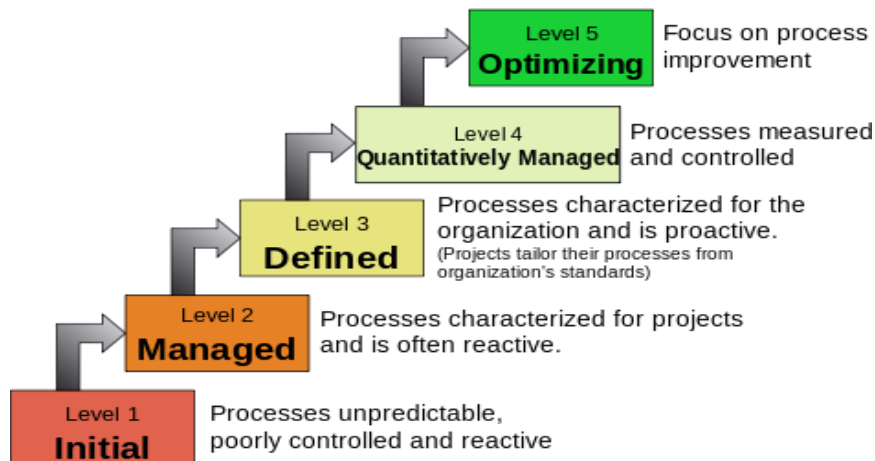 Level 5
Optimizing
Focus on process
improvement
Level 4
Quantitatively Managed
Processes measured
and controlled
Level 3
Defined
Processes characterized for the
organization and is proactive.
(Projects tailor their processes from
organization's standards)
Level 2
Managed
Processes characterized for projects
and is often reactive.
Level 1
Initial
Processes unpredictable,
poorly controlled and reactive